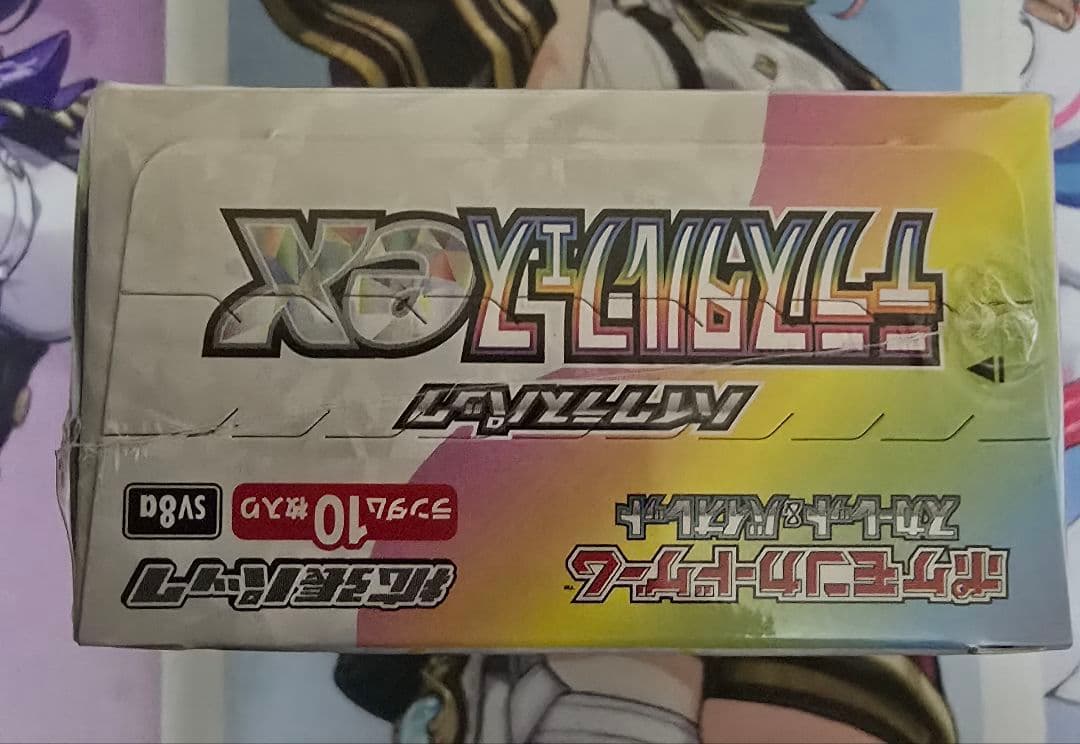 ポケモンカードゲーム™
スカーレット&バイオレット
拡張パック
ランダム10枚入り
SV8a
ハイクラスパック
テラスタルフェスex